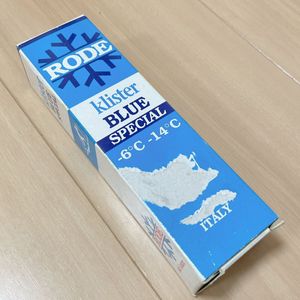 RODE
klister
BLUE
SPECIAL
-6°C -14°C
ITALY